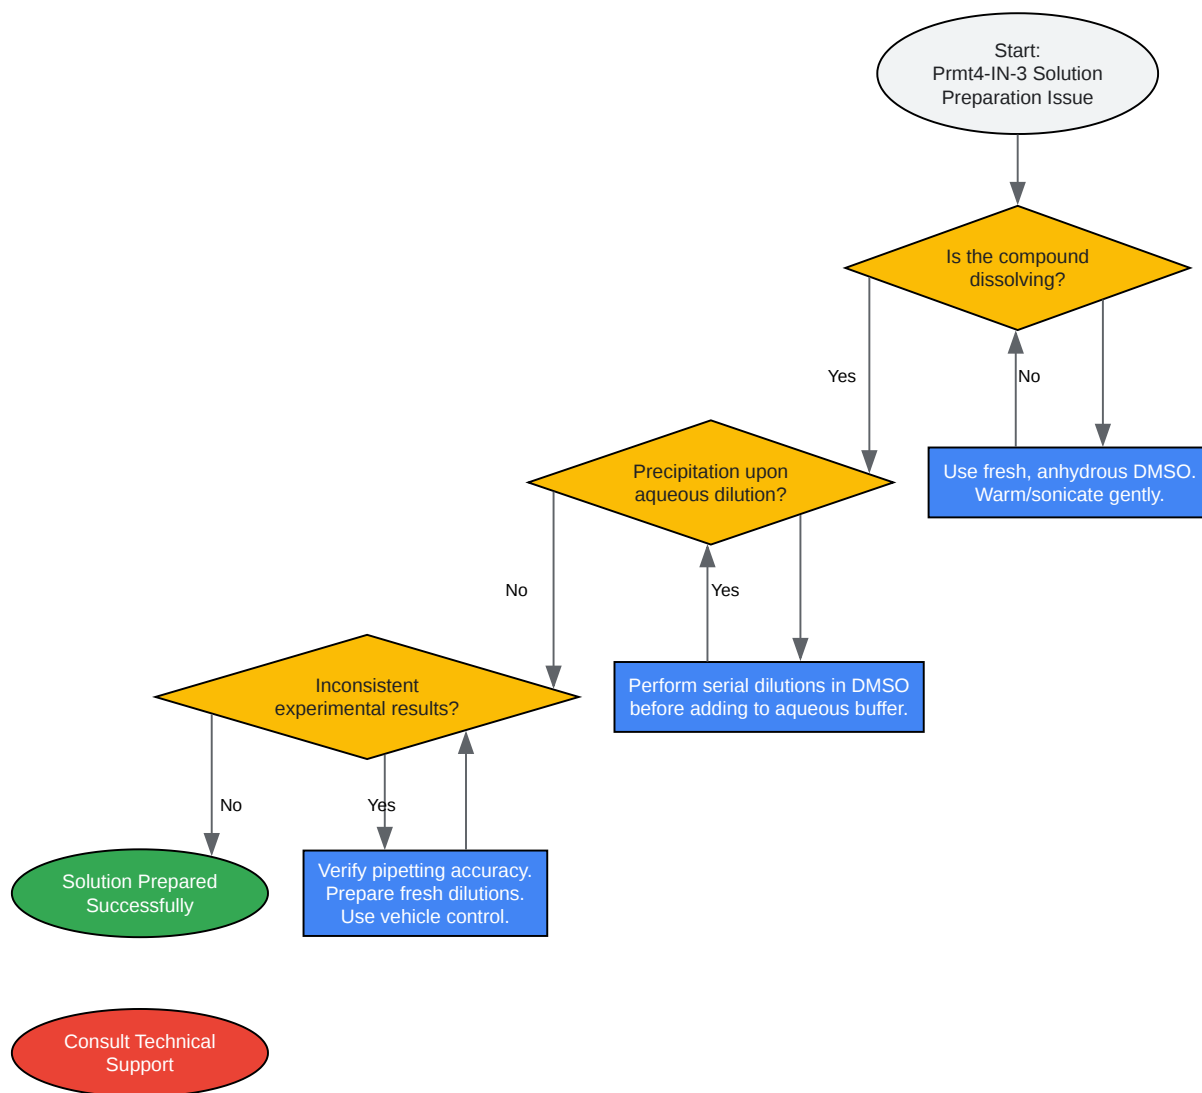 Start:
Prmt4-IN-3 Solution
Preparation Issue
Is the compound
dissolving?
Yes
No
Use fresh, anhydrous DMSO.
Warm/sonicate gently.
Precipitation upon
aqueous dilution?
No
Yes
Perform serial dilutions in DMSO
before adding to aqueous buffer.
Inconsistent
experimental results?
No
Yes
Solution Prepared
Successfully
Verify pipetting accuracy.
Prepare fresh dilutions.
Use vehicle control.
Consult Technical
Support